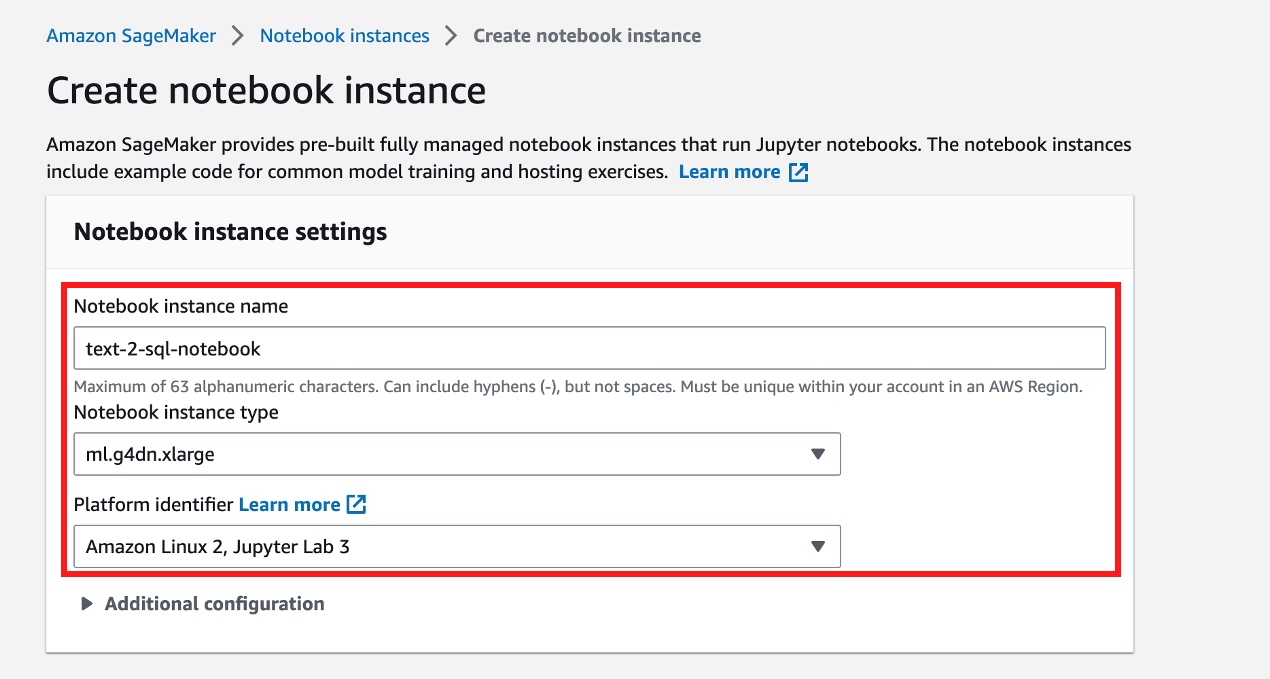 Amazon SageMaker > Notebook instances > Create notebook instance
Create notebook instance
Amazon SageMaker provides pre-built fully managed notebook instances that run Jupyter notebooks. The notebook instances
include example code for common model training and hosting exercises. Learn more
Notebook instance settings
Notebook instance name
text-2-sql-notebook
Maximum of 63 alphanumeric characters. Can include hyphens (-), but not spaces. Must be unique within your account in an AWS Region.
Notebook instance type
ml.g4dn.xlarge
Platform identifier Learn more
Amazon Linux 2, Jupyter Lab 3
Additional configuration